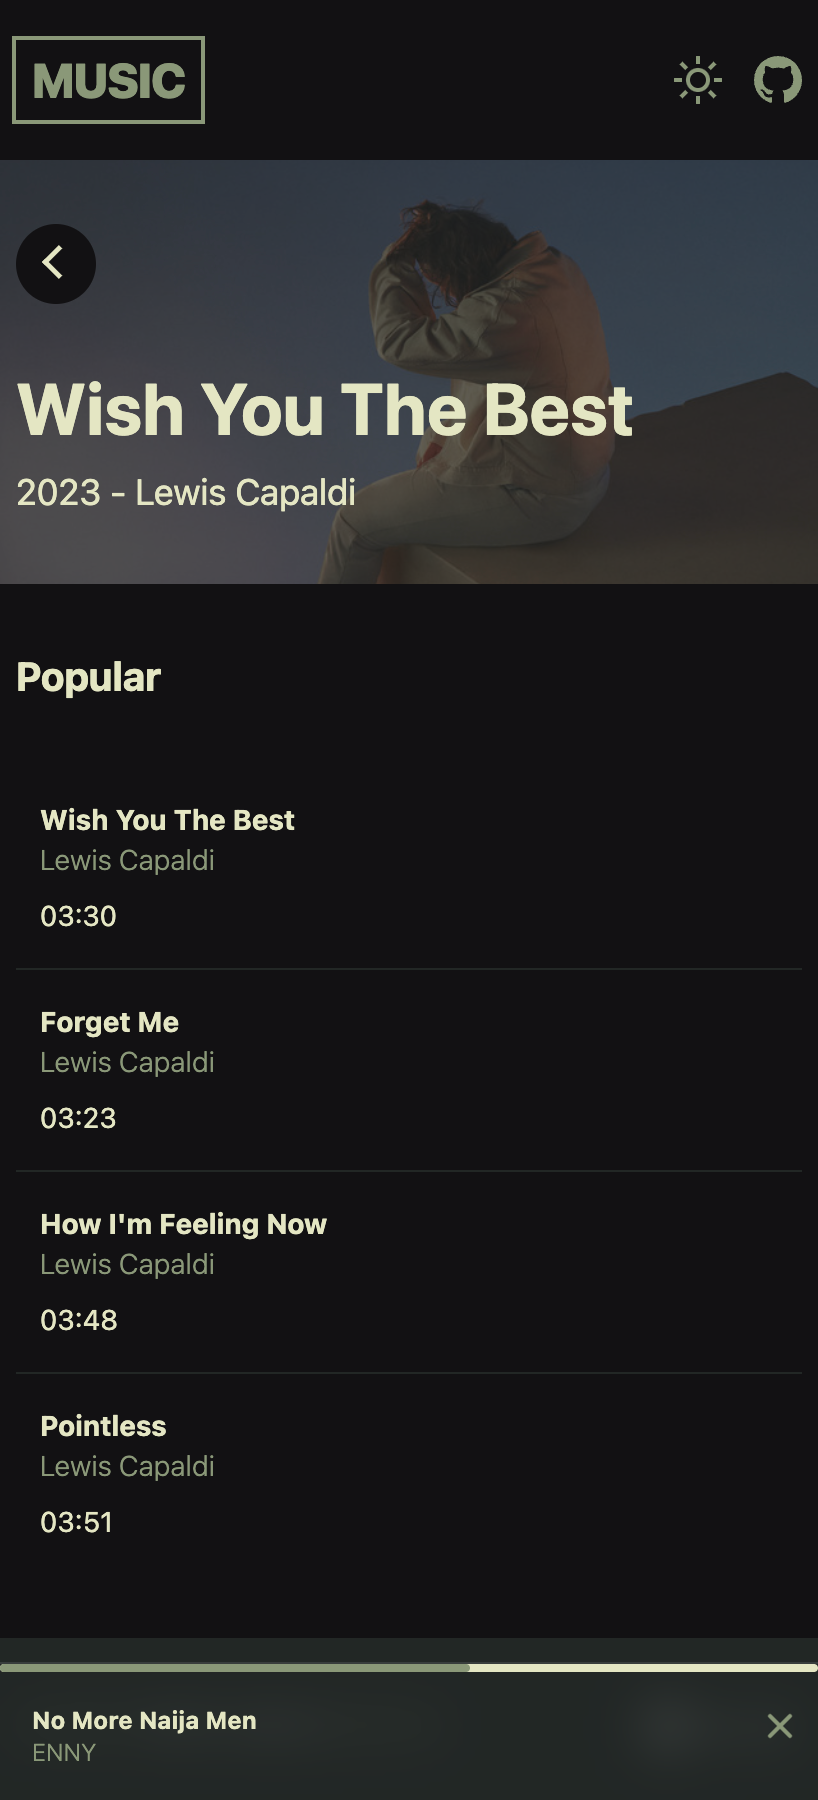 MUSIC
Wish You The Best
2023 - Lewis Capaldi
Popular
Wish You The Best
Lewis Capaldi
03:30
Forget Me
Lewis Capaldi
03:23
How I'm Feeling Now
Lewis Capaldi
03:48
Pointless
Lewis Capaldi
03:51
No More Naija Men
ENNY